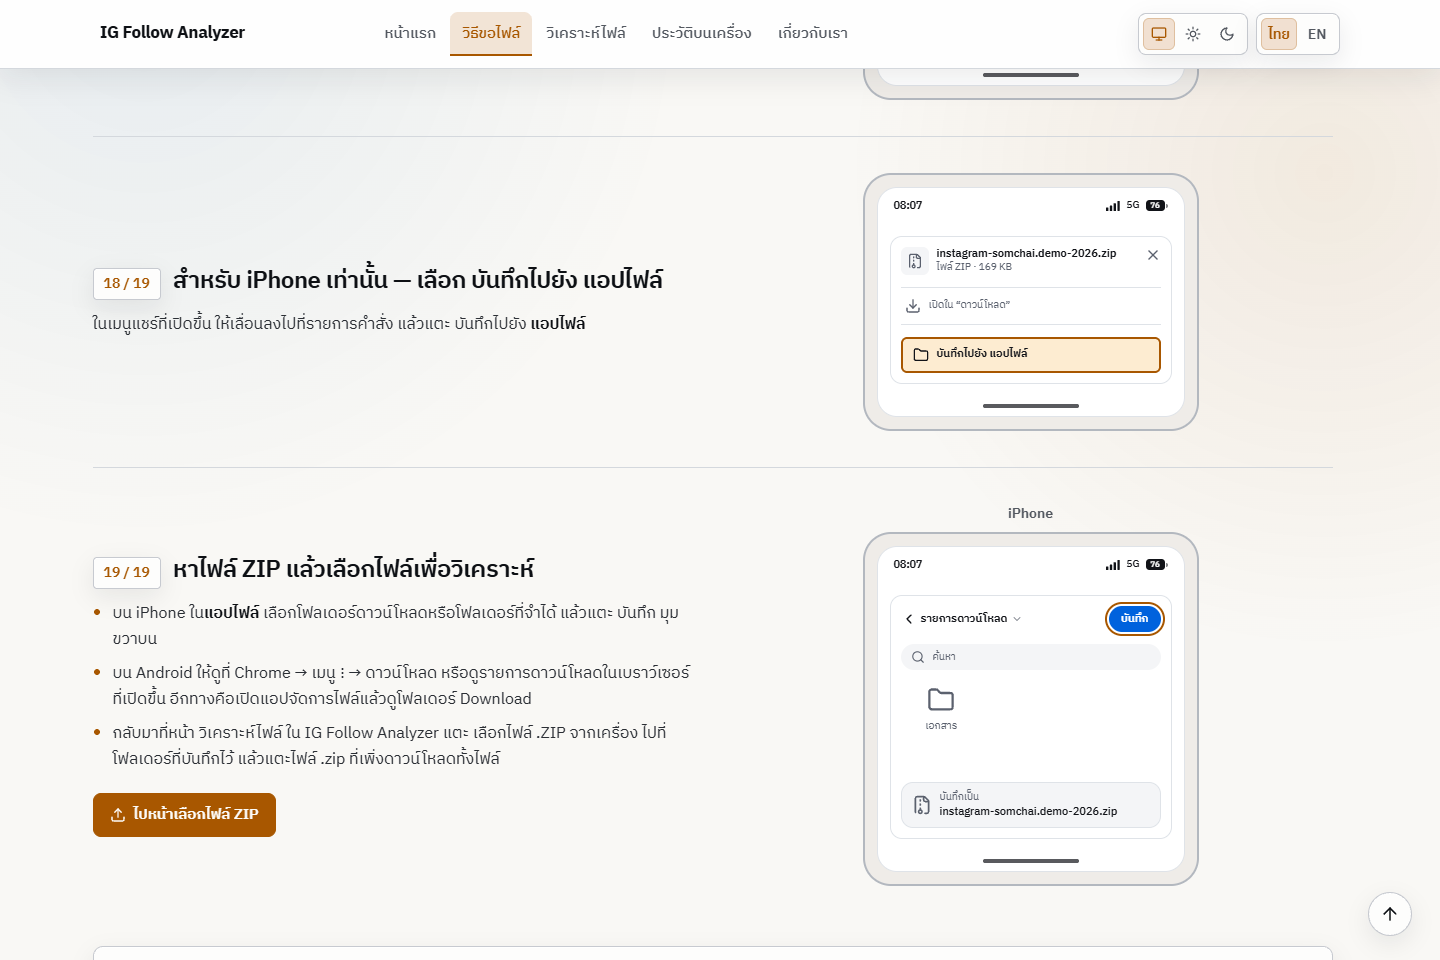 IG Follow Analyzer
หน้าแรก
วิธีขอไฟล์
วิเคราะห์ไฟล์
ประวัติบนเครื่อง
เกี่ยวกับเรา
ไทย
EN
18 / 19
สำหรับ iPhone เท่านั้น — เลือก บันทึกไปยัง แอปไฟล์
ในเมนูแชร์ที่เปิดขึ้น ให้เลื่อนลงไปที่รายการคำสั่ง แล้วแตะ บันทึกไปยัง แอปไฟล์
08:07
5G
76
instagram-somchai.demo-2026.zip
ไฟล์ ZIP · 169 KB
เปิดใน “ดาวน์โหลด”
บันทึกไปยัง แอปไฟล์
19 / 19
หาไฟล์ ZIP แล้วเลือกไฟล์เพื่อวิเคราะห์
บน iPhone ในแอปไฟล์ เลือกโฟลเดอร์ดาวน์โหลดหรือโฟลเดอร์ที่จำได้ แล้วแตะ บันทึก มุม
ขวาบน
บน Android ให้ดูที่ Chrome → เมนู ⋮ → ดาวน์โหลด หรือดูรายการดาวน์โหลดในเบราว์เซอร์
ที่เปิดขึ้น อีกทางคือเปิดแอปจัดการไฟล์แล้วดูโฟลเดอร์ Download
กลับมาที่หน้า วิเคราะห์ไฟล์ ใน IG Follow Analyzer แตะ เลือกไฟล์ .ZIP จากเครื่อง ไปที่
โฟลเดอร์ที่บันทึกไว้ แล้วแตะไฟล์ .zip ที่เพิ่งดาวน์โหลดทั้งไฟล์
ไปหน้าเลือกไฟล์ ZIP
iPhone
08:07
5G
76
รายการดาวน์โหลด
บันทึก
ค้นหา
เอกสาร
บันทึกเป็น
instagram-somchai.demo-2026.zip